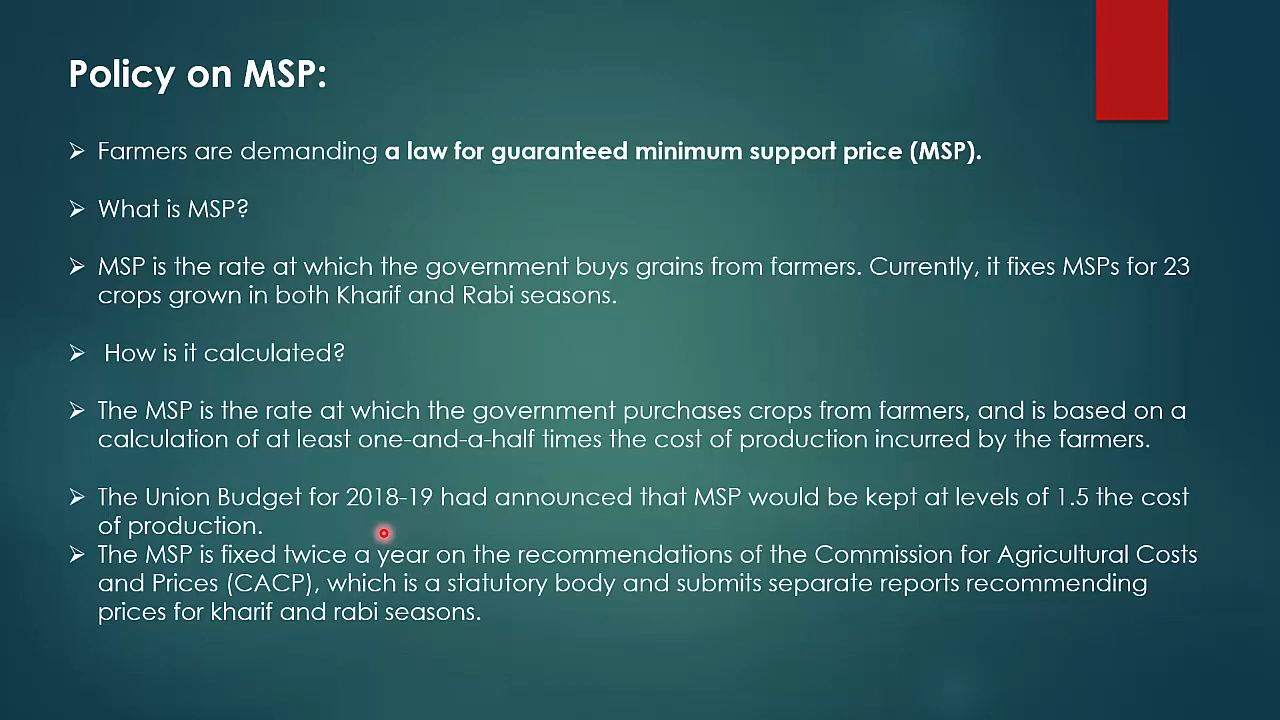 Policy on MSP:
➢ Farmers are demanding a law for guaranteed minimum support price (MSP).
➢ What is MSP?
➢ MSP is the rate at which the government buys grains from farmers. Currently, it fixes MSPs for 23
crops grown in both Kharif and Rabi seasons.
➢ How is it calculated?
➢ The MSP is the rate at which the government purchases crops from farmers, and is based on a
calculation of at least one-and-a-half times the cost of production incurred by the farmers.
➢ The Union Budget for 2018-19 had announced that MSP would be kept at levels of 1.5 the cost
of production.
➢ The MSP is fixed twice a year on the recommendations of the Commission for Agricultural Costs
and Prices (CACP), which is a statutory body and submits separate reports recommending
prices for kharif and rabi seasons.